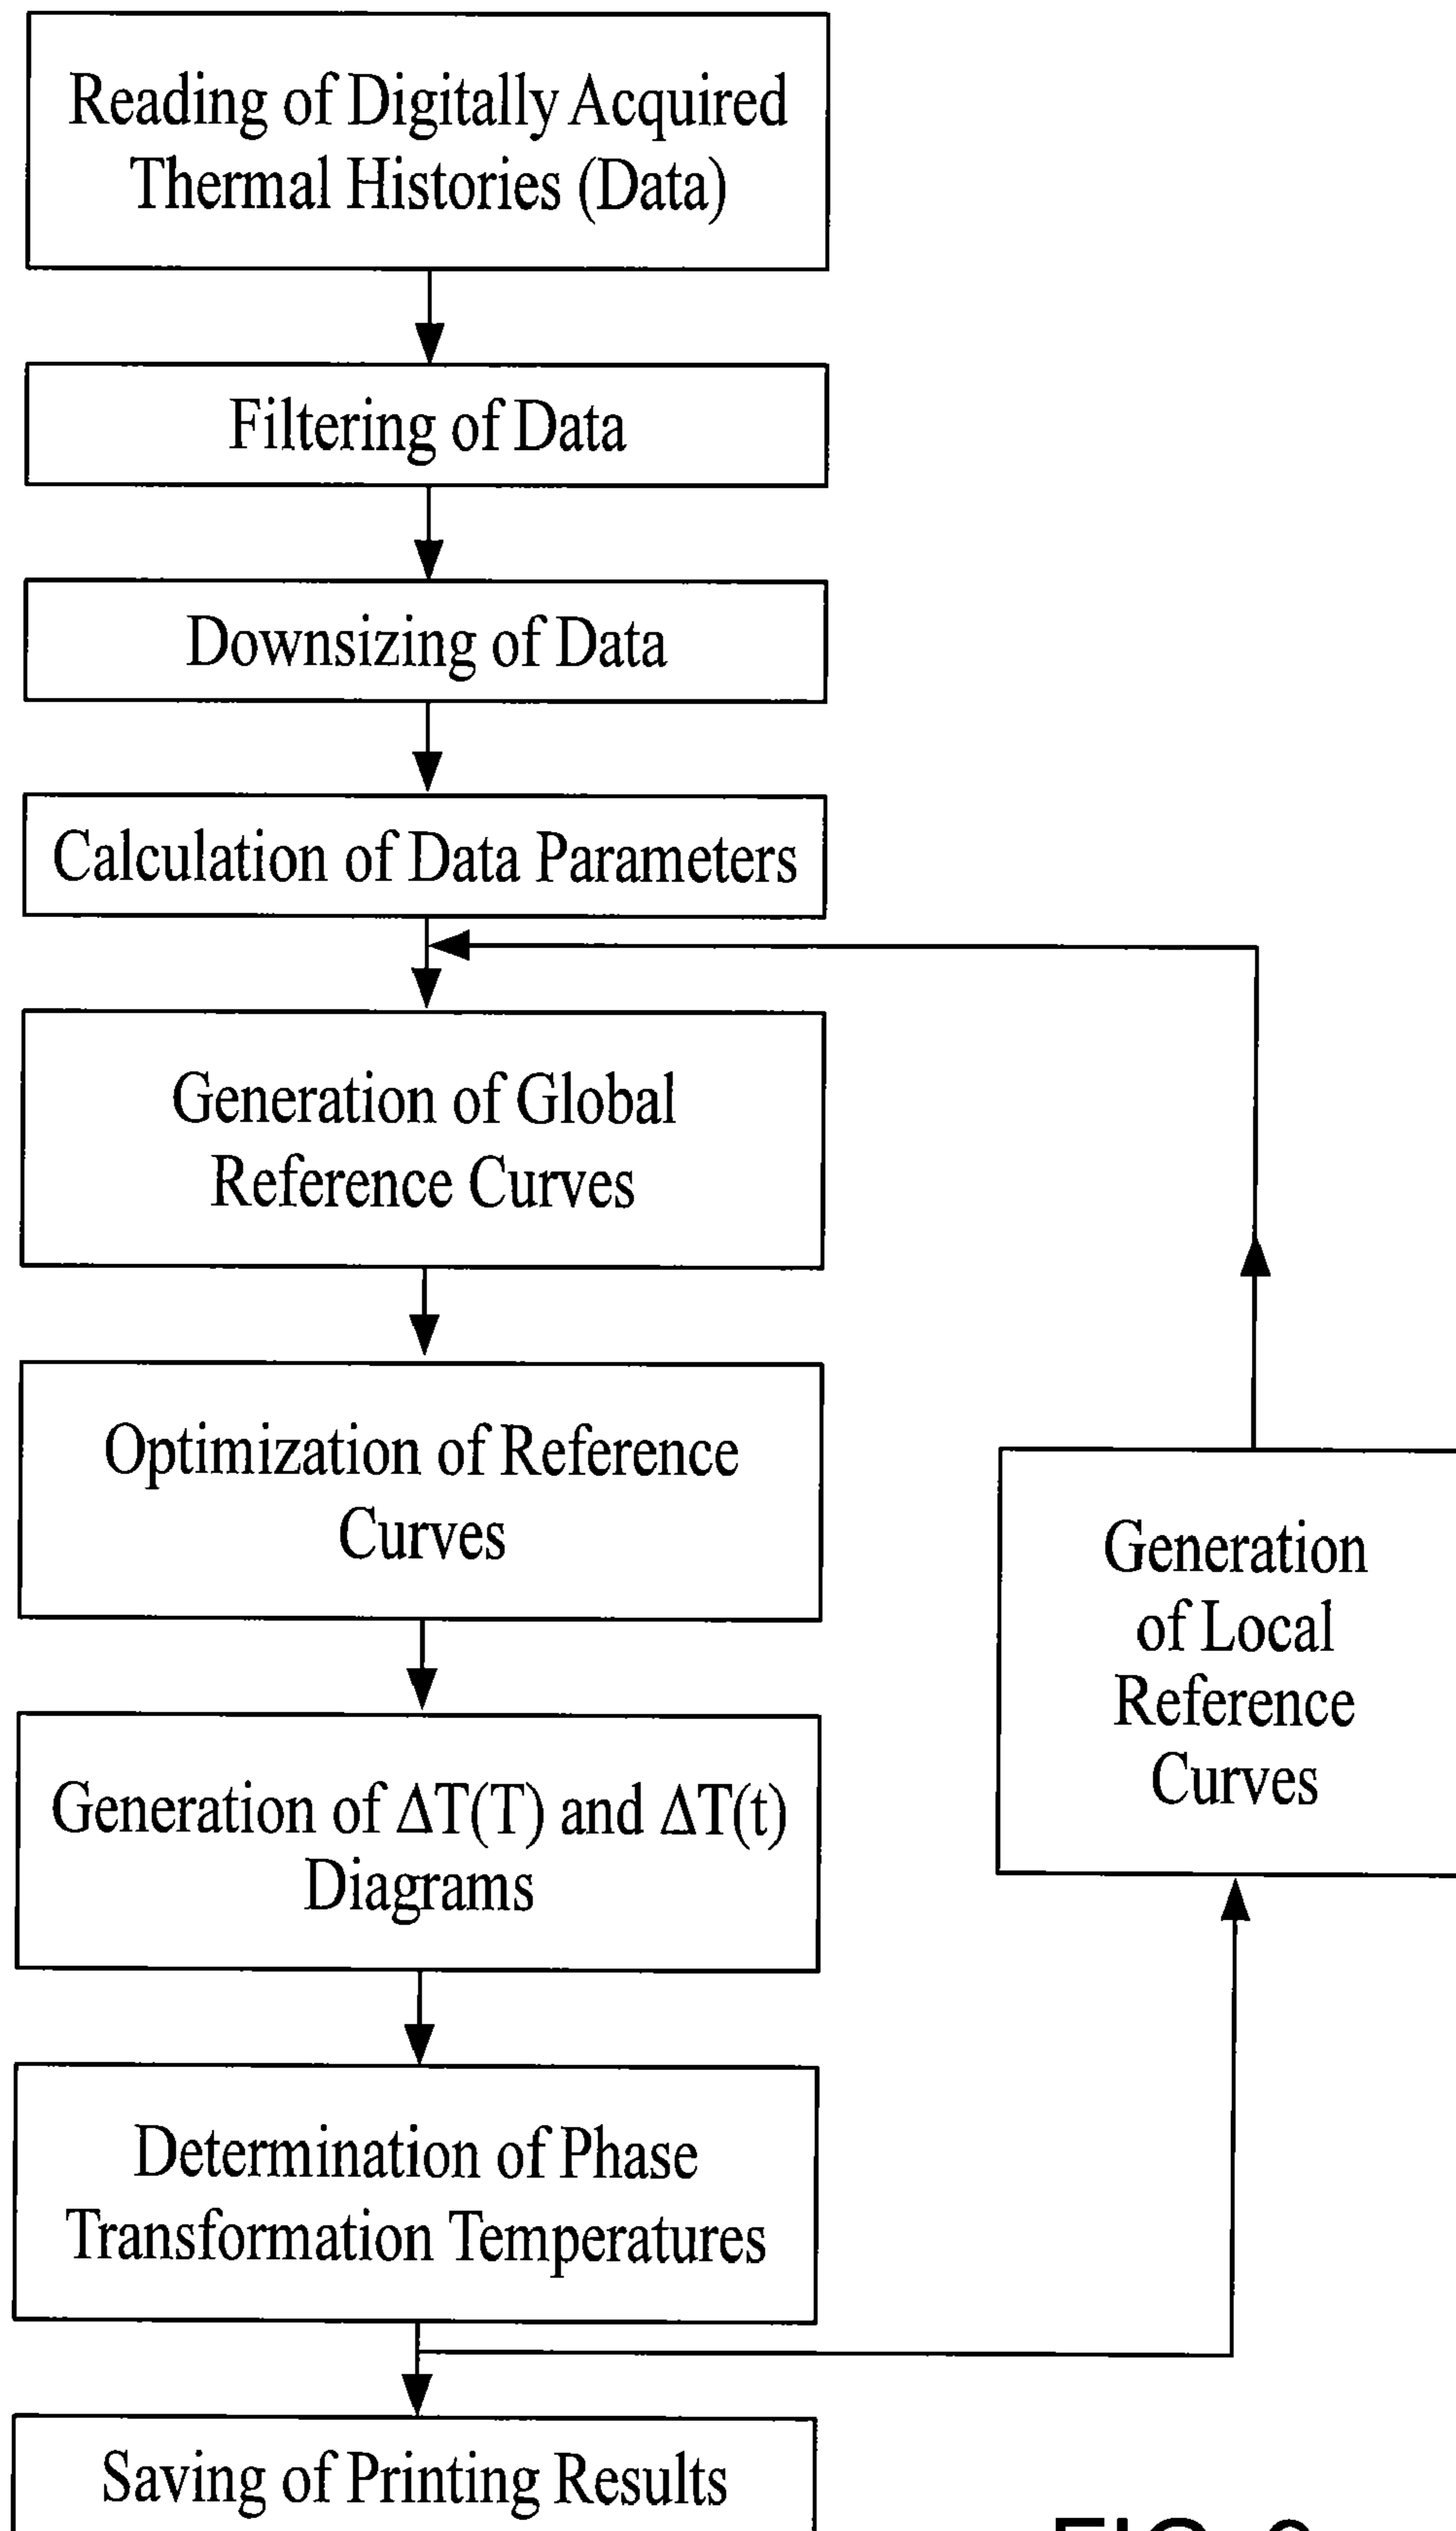 Reading of Digitally Acquired
Thermal Histories (Data)
Filtering of Data
Downsizing of Data
Calculation of Data Parameters
Generation of Global
Reference Curves
Optimization of Reference
Curves
Generation of ΔT(T) and ΔT(t)
Diagrams
Determination of Phase
Transformation Temperatures
Saving of Printing Results
Generation
of Local
Reference
Curves
FIG.